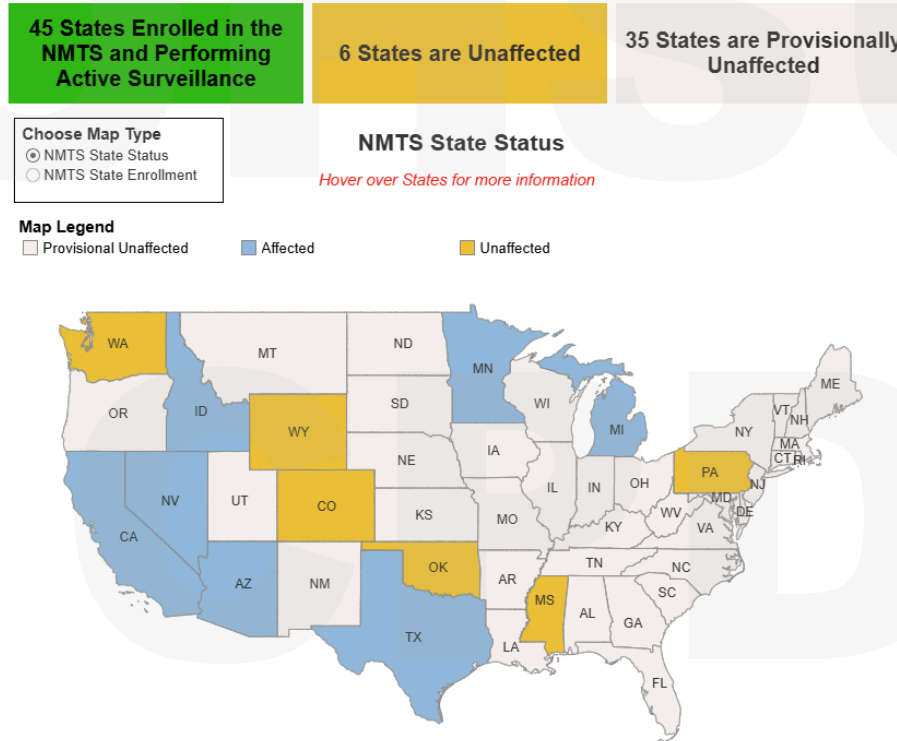 45 States Enrolled in the
NMTS and Performing
Active Surveillance
6 States are Unaffected
35 States are Provisionally
Unaffected
Choose Map Type
NMTS State Status
NMTS State Enrollment
NMTS State Status
Hover over States for more information
Map Legend
Provisional Unaffected
Affected
Unaffected
WA
MT
ND
MN
ME
OR
ID
SD
WI
VT
NH
WY
MI
NY
MA
CT
RI
NV
UT
NE
IA
PA
NJ
CO
IL
IN
OH
MD
DE
CA
KS
MO
WV
KY
VA
AZ
NM
OK
AR
TN
NC
MS
AL
GA
SC
TX
LA
FL